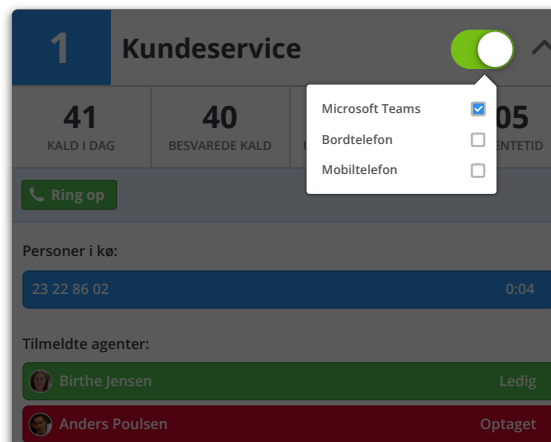 1 Kundeservice
41 40 05
KALD I DAG BESVAREDE KALD
Microsoft Teams
Bordtelefon
Mobiltelefon
Ring op
Personer i kø:
23 22 86 02 0:04
Tilmeldte agenter:
Birthe Jensen Ledig
Anders Poulsen Optaget